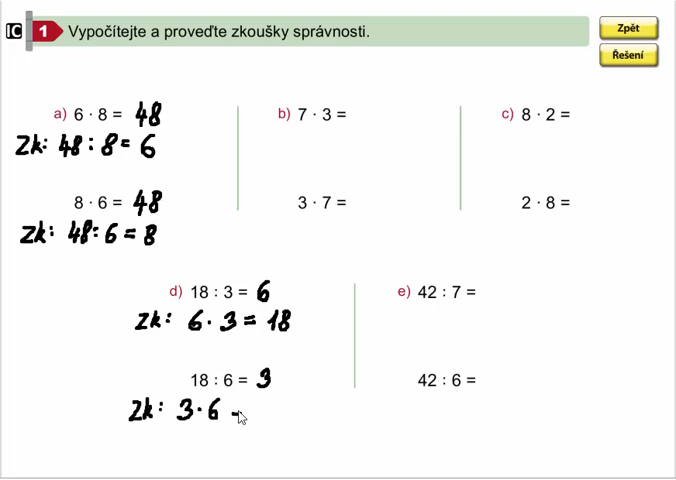 IC 1 Vypočítejte a proveďte zkoušky správnosti.
Zpět
Řešení
a) 6 · 8 = 48
Zk: 48 : 8 = 6
8 · 6 = 48
Zk: 48 : 6 = 8
b) 7 · 3 =
3 · 7 =
c) 8 · 2 =
2 · 8 =
d) 18 : 3 = 6
Zk: 6 · 3 = 18
18 : 6 = 3
Zk: 3 · 6 -
e) 42 : 7 =
42 : 6 =